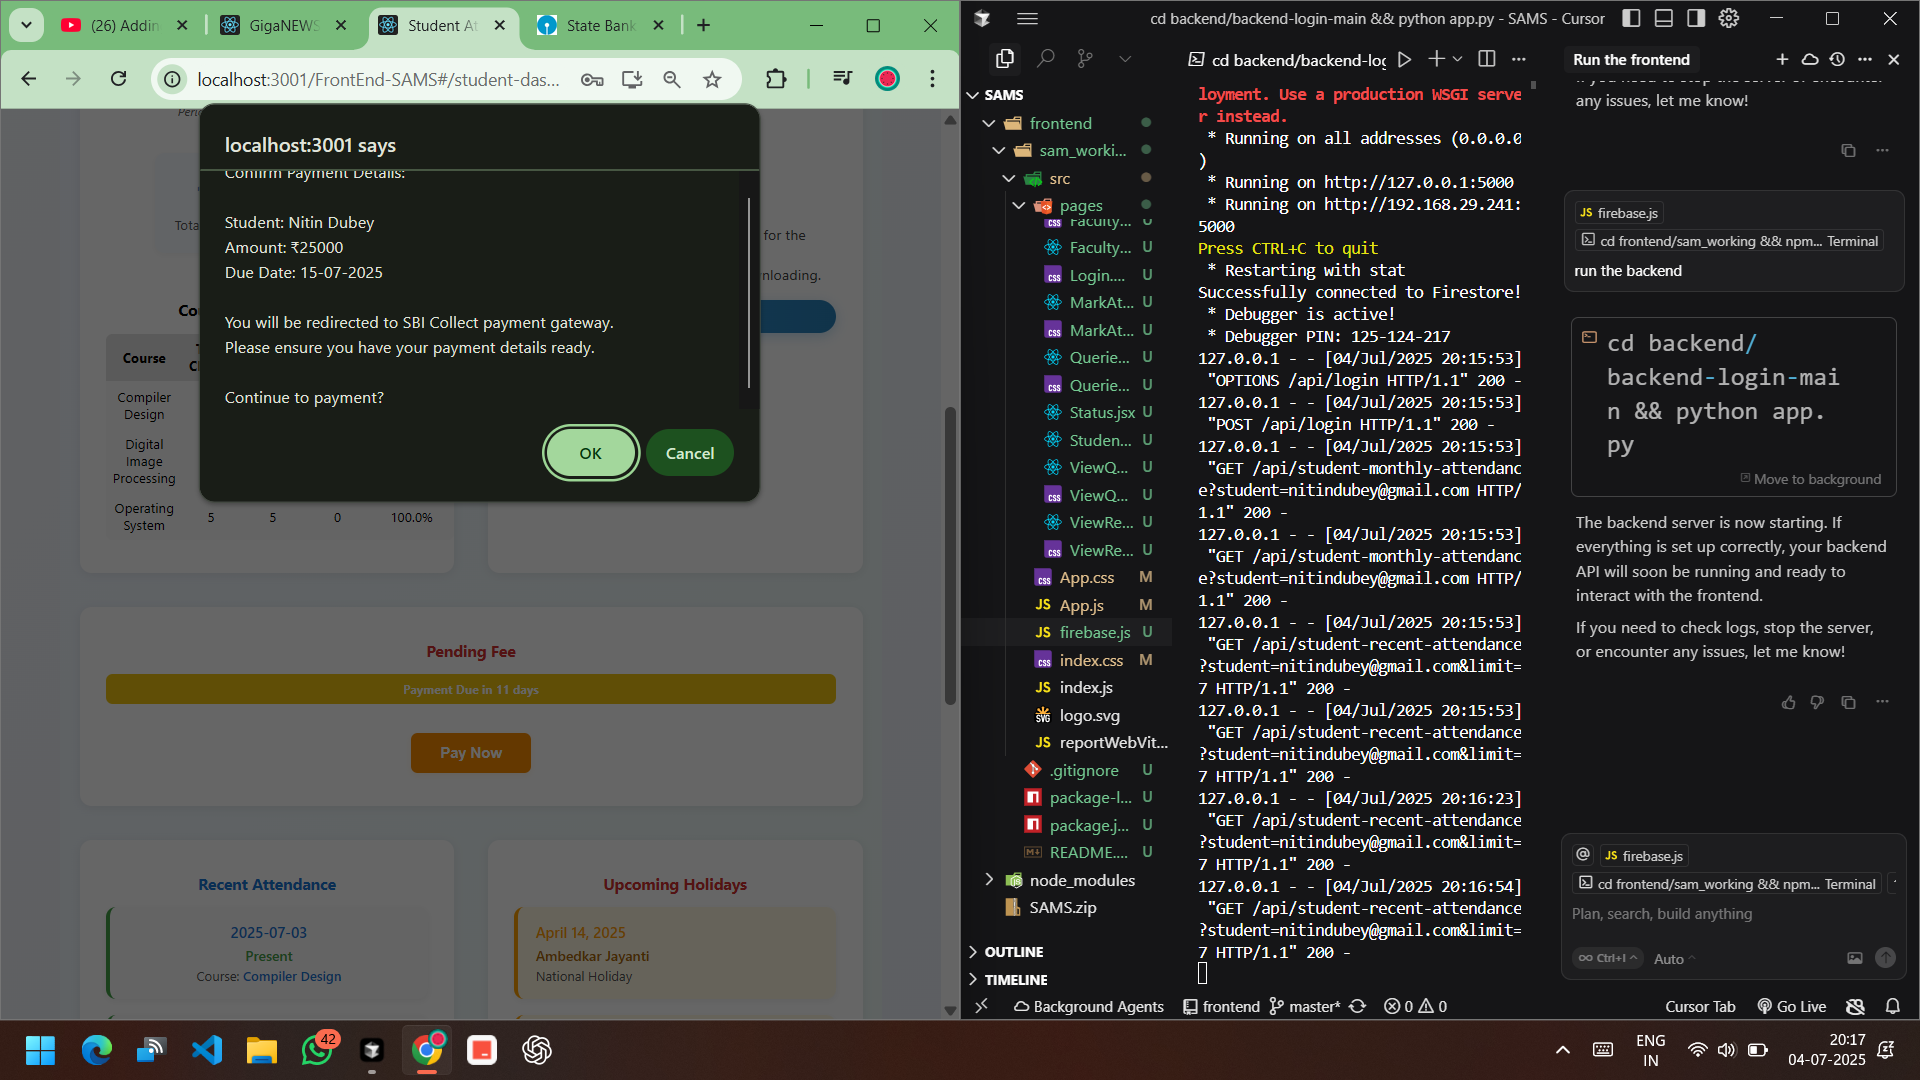 (26) Addin
GigaNEWS
Student At
State Bank
localhost:3001/FrontEnd-SAMS#/student-das...
localhost:3001 says
Confirm Payment Details:
Student: Nitin Dubey
Amount: ₹25000
Due Date: 15-07-2025
You will be redirected to SBI Collect payment gateway.
Please ensure you have your payment details ready.
Continue to payment?
OK
Cancel
Tota
for the
nloading.
Co
Course
Compiler
Design
Digital
Image
Processing
Operating
System
5 5 0 100.0%
Pending Fee
Payment Due in 11 days
Pay Now
Recent Attendance
2025-07-03
Present
Course: Compiler Design
Upcoming Holidays
April 14, 2025
Ambedkar Jayanti
National Holiday
cd backend/backend-login-main && python app.py - SAMS - Cursor
SAMS
frontend
sam_worki...
src
pages
Faculty... U
Faculty... U
Login.... U
MarkAt... U
MarkAt... U
Querie... U
Querie... U
Status.jsx U
Studen... U
ViewQ... U
ViewQ... U
ViewRe... U
ViewRe... U
App.css M
App.js M
firebase.js U
index.css M
index.js
logo.svg
reportWebVit...
.gitignore U
package-l... U
package.j... U
README.... U
node_modules
SAMS.zip
OUTLINE
TIMELINE
cd backend/backend-log
loyment. Use a production WSGI serve
r instead.
* Running on all addresses (0.0.0.0
)
* Running on http://127.0.0.1:5000
* Running on http://192.168.29.241:
5000
Press CTRL+C to quit
* Restarting with stat
Successfully connected to Firestore!
* Debugger is active!
* Debugger PIN: 125-124-217
127.0.0.1 - - [04/Jul/2025 20:15:53]
"OPTIONS /api/login HTTP/1.1" 200 -
127.0.0.1 - - [04/Jul/2025 20:15:53]
"POST /api/login HTTP/1.1" 200 -
127.0.0.1 - - [04/Jul/2025 20:15:53]
"GET /api/student-monthly-attendanc
e?student=nitindubey@gmail.com HTTP/
1.1" 200 -
127.0.0.1 - - [04/Jul/2025 20:15:53]
"GET /api/student-monthly-attendanc
e?student=nitindubey@gmail.com HTTP/
1.1" 200 -
127.0.0.1 - - [04/Jul/2025 20:15:53]
"GET /api/student-recent-attendance
?student=nitindubey@gmail.com&limit=
7 HTTP/1.1" 200 -
127.0.0.1 - - [04/Jul/2025 20:15:53]
"GET /api/student-recent-attendance
?student=nitindubey@gmail.com&limit=
7 HTTP/1.1" 200 -
127.0.0.1 - - [04/Jul/2025 20:16:23]
"GET /api/student-recent-attendance
?student=nitindubey@gmail.com&limit=
7 HTTP/1.1" 200 -
127.0.0.1 - - [04/Jul/2025 20:16:54]
"GET /api/student-recent-attendance
?student=nitindubey@gmail.com&limit=
7 HTTP/1.1" 200 -
Run the frontend
any issues, let me know!
JS firebase.js
cd frontend/sam_working && npm... Terminal
run the backend
cd backend/
backend-login-mai
n && python app.
py
Move to background
The backend server is now starting. If
everything is set up correctly, your backend
API will soon be running and ready to
interact with the frontend.
If you need to check logs, stop the server,
or encounter any issues, let me know!
@ JS firebase.js
cd frontend/sam_working && npm... Terminal
Plan, search, build anything
Ctrl+I
Auto
Background Agents
frontend
master*
0
0
Cursor Tab
Go Live
42
ENG
IN
20:17
04-07-2025